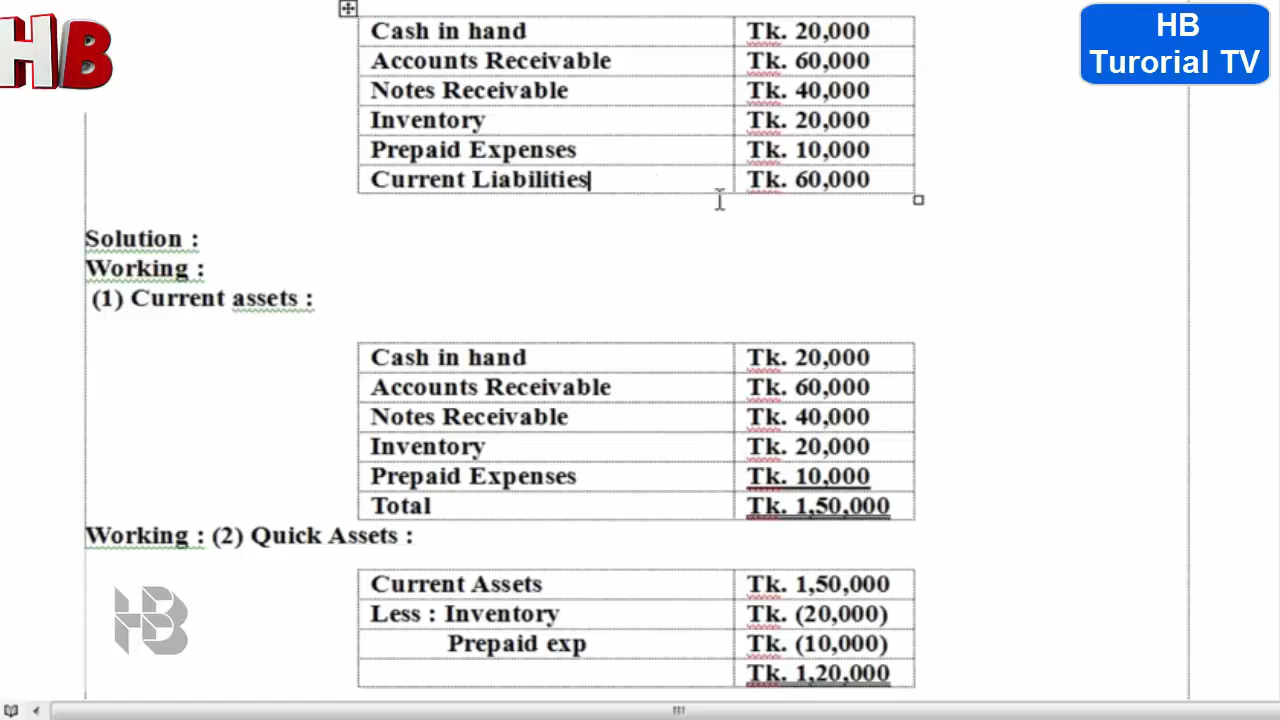 HB
HB
Turorial TV
Cash in hand Tk. 20,000
Accounts Receivable Tk. 60,000
Notes Receivable Tk. 40,000
Inventory Tk. 20,000
Prepaid Expenses Tk. 10,000
Current Liabilities Tk. 60,000
Solution :
Working :
(1) Current assets :
Cash in hand Tk. 20,000
Accounts Receivable Tk. 60,000
Notes Receivable Tk. 40,000
Inventory Tk. 20,000
Prepaid Expenses Tk. 10,000
Total Tk. 1,50,000
Working : (2) Quick Assets :
Current Assets Tk. 1,50,000
Less : Inventory Tk. (20,000)
Prepaid exp Tk. (10,000)
Tk. 1,20,000
HB